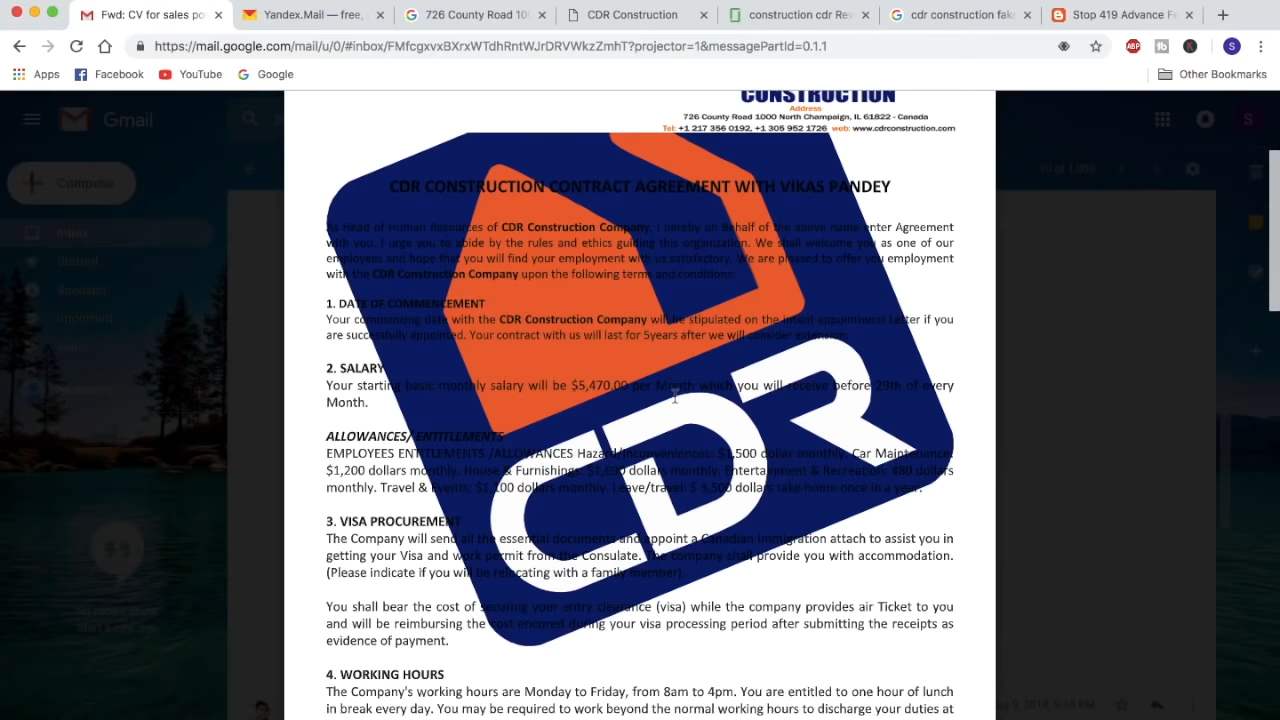 Fwd: CV for sales po
Yandex.Mail — free,
726 County Road 10
CDR Construction
construction cdr Re
cdr construction fak
Stop 419 Advance F
https://mail.google.com/mail/u/0/#inbox/FMfcgxvxBXrxWTdhRntWJrDRVWkzZmhT?projector=1&messagePartId=0.1.1
Apps Facebook YouTube Google Other Bookmarks
Gmail
Compose
Inbox
Starred
Snoozed
Important
CONSTRUCTION
Address
726 County Road 1000 North Champaign, IL 61822 - Canada
Tel: +1 217 356 0192, +1 305 952 1726 web: www.cdrconstruction.com
CDR CONSTRUCTION CONTRACT AGREEMENT WITH VIKAS PANDEY
As Head of Human Resources of CDR Construction Company, I hereby on Behalf of the above name enter Agreement
with you. I urge you to abide by the rules and ethics guiding this organization. We shall welcome you as one of our
employees and hope that you will find your employment with us satisfactory. We are pleased to offer you employment
with the CDR Construction Company upon the following terms and conditions:
1. DATE OF COMMENCEMENT
Your commencing date with the CDR Construction Company will be stipulated on the intent appointment Letter if you
are successfully appointed. Your contract with us will last for 5years after we will consider extension.
2. SALARY
Your starting basic monthly salary will be $5,470.00 per Month which you will receive before 29th of every
Month.
ALLOWANCES/ ENTITLEMENTS
EMPLOYEES ENTITLEMENTS /ALLOWANCES Hazard/Inconveniences: $1,500 dollar monthly. Car Maintenance:
$1,200 dollars monthly. House & Furnishings: dollars monthly. Entertainment & Recreation: 480 dollars
monthly. Travel & Events: dollars monthly. Leave/travel: $ 3,500 dollars take home once in a year.
3. VISA PROCUREMENT
The Company will send all the essential documents and appoint a Canadian Immigration attach to assist you in
getting your Visa and work permit from the Consulate. The company shall provide you with accommodation.
(Please indicate if you will be relocating with a family member).
You shall bear the cost of securing your entry clearance (visa) while the company provides air Ticket to you
and will be reimbursing the cost encored during your visa processing period after submitting the receipts as
evidence of payment.
4. WORKING HOURS
The Company's working hours are Monday to Friday, from 8am to 4pm. You are entitled to one hour of lunch
in break every day. You may be required to work beyond the normal working hours to discharge your duties at
CDR